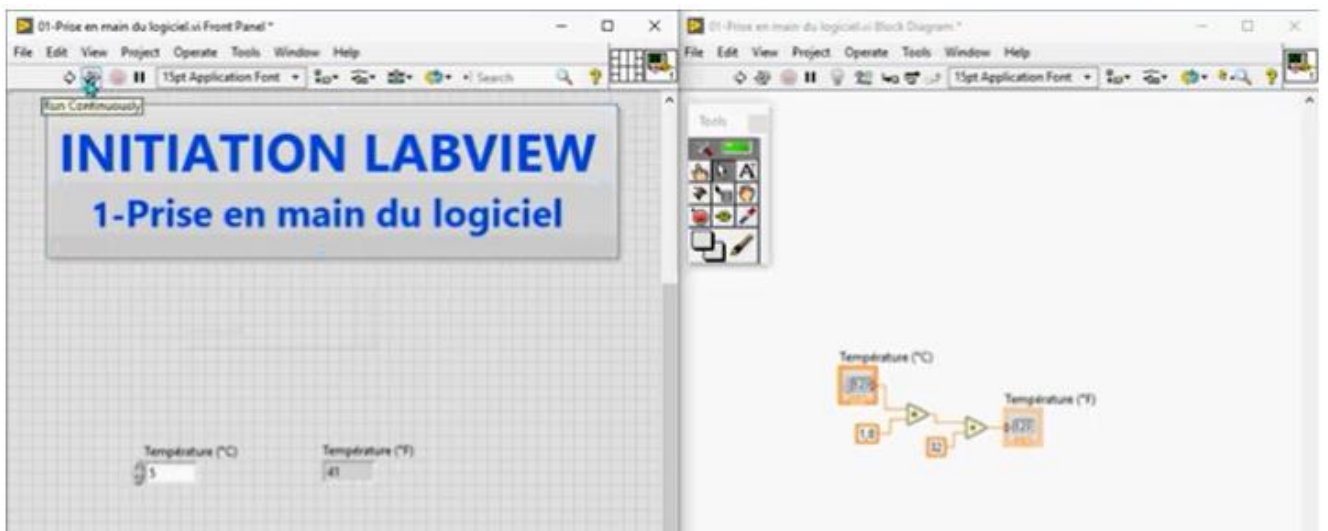 01-Prise en main du logiciel.vi Front Panel *
File Edit View Project Operate Tools Window Help
15pt Application Font
Search
Run Continuously
INITIATION LABVIEW
1-Prise en main du logiciel
Température (°C)
5
Température (°F)
41
01-Prise en main du logiciel.vi Block Diagram *
File Edit View Project Operate Tools Window Help
15pt Application Font
Tools
A
Température (°C)
1,8
32
Température (°F)